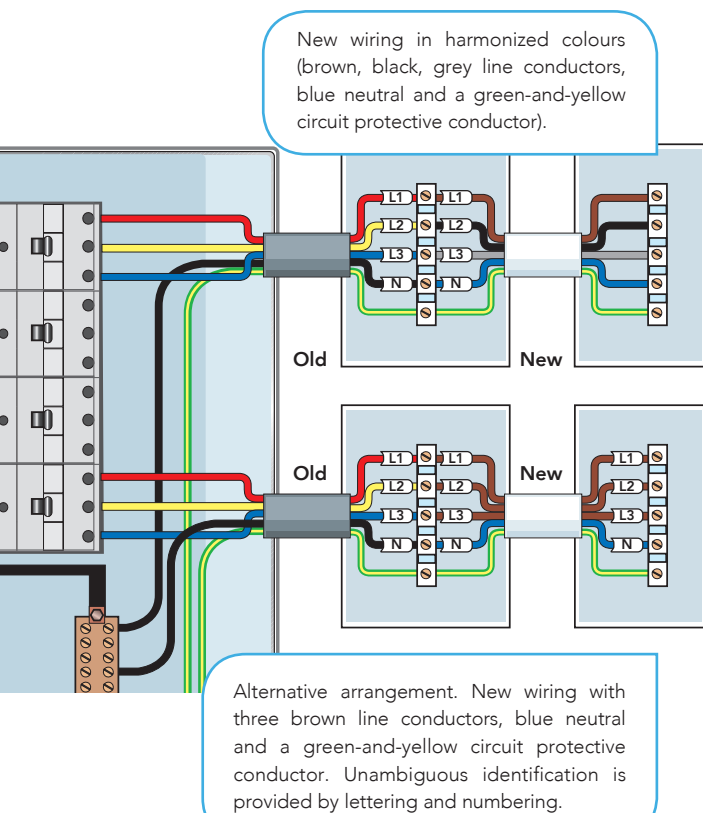 New wiring in harmonized colours
(brown, black, grey line conductors,
blue neutral and a green-and-yellow
circuit protective conductor).
L1 L1
L2 L2
L3 L3
N N
Old New
Old New
L1 L1 L1
L2 L2 L2
L3 L3 L3
N N N
Alternative arrangement. New wiring with
three brown line conductors, blue neutral
and a green-and-yellow circuit protective
conductor. Unambiguous identification is
provided by lettering and numbering.